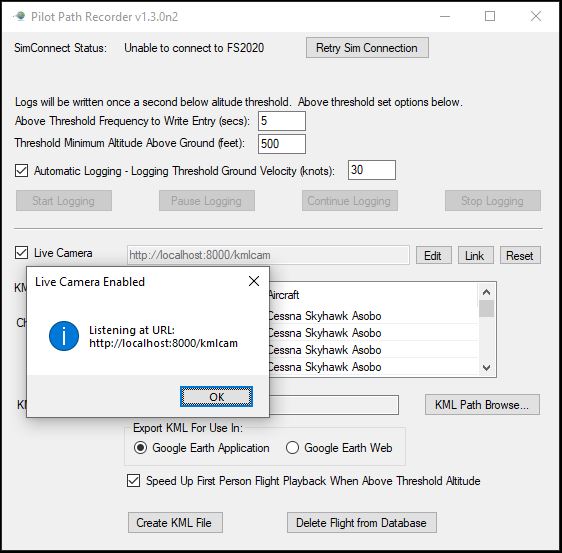 Pilot Path Recorder v1.3.0n2
SimConnect Status: Unable to connect to FS2020 Retry Sim Connection
Logs will be written once a second below alitude threshold. Above threshold set options below.
Above Threshold Frequency to Write Entry (secs): 5
Threshold Minimum Altitude Above Ground (feet): 500
Automatic Logging - Logging Threshold Ground Velocity (knots): 30
Start Logging Pause Logging Continue Logging Stop Logging
Live Camera http://localhost:8000/kmlcam Edit Link Reset
Live Camera Enabled
KM
Aircraft
Ch
Cessna Skyhawk Asobo
Cessna Skyhawk Asobo
Cessna Skyhawk Asobo
Cessna Skyhawk Asobo
Listening at URL:
http://localhost:8000/kmlcam
OK
KM
KML Path Browse...
Export KML For Use In:
Google Earth Application Google Earth Web
Speed Up First Person Flight Playback When Above Threshold Altitude
Create KML File Delete Flight from Database